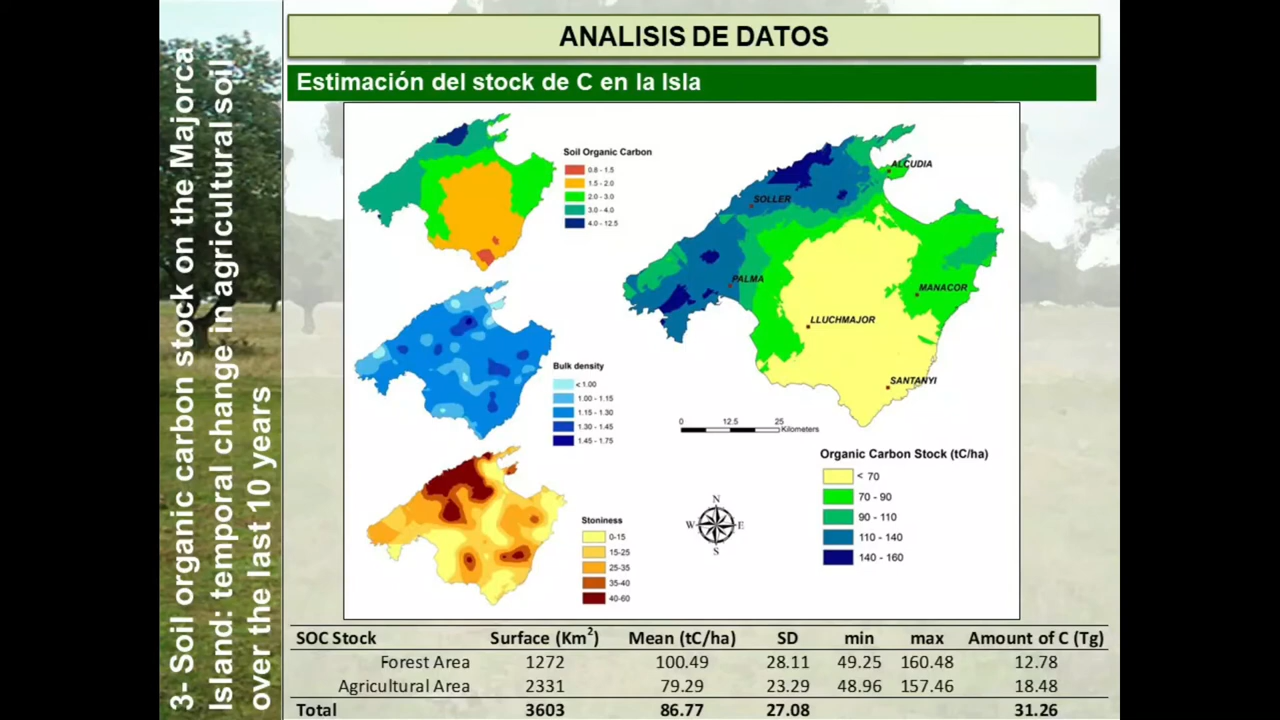 ANALISIS DE DATOS
3- Soil organic carbon stock on the Majorca
Island: temporal change in agricultural soil
over the last 10 years
Estimación del stock de C en la Isla
Soil Organic Carbon
0.6 - 1.5
1.5 - 2.0
2.0 - 3.0
3.0 - 4.0
4.0 - 12.5
Bulk density
< 1.00
1.00 - 1.15
1.15 - 1.30
1.30 - 1.45
1.45 - 1.75
Stoniness
0-15
15-25
25-35
35-40
40-60
ALCUDIA
SOLLER
PALMA
MANACOR
LLUCHMAJOR
SANTANYI
0 12.5 25
Kilometers
N
W E
S
Organic Carbon Stock (tC/ha)
< 70
70 - 90
90 - 110
110 - 140
140 - 160
SOC Stock Surface (Km²) Mean (tC/ha) SD min max Amount of C (Tg)
Forest Area 1272 100.49 28.11 49.25 160.48 12.78
Agricultural Area 2331 79.29 23.29 48.96 157.46 18.48
Total 3603 86.77 27.08 31.26